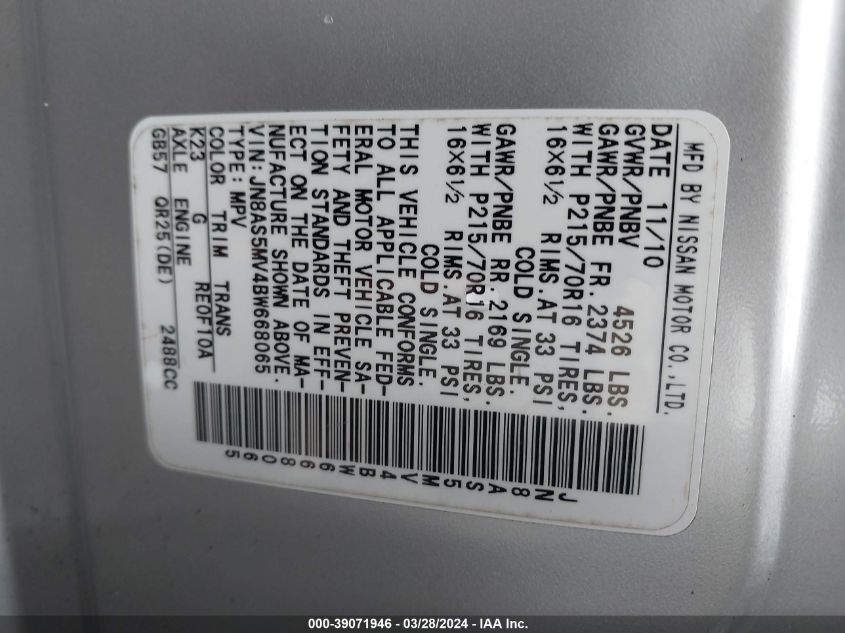 MFD BY NISSAN MOTOR CO.,LTD.
DATE 11/10
GVWR/PNBV 4526 LBS.
GAWR/PNBE FR. 2374 LBS.
WITH P215/70R16 TIRES,
16X6½ RIMS.AT 33 PSI
COLD SINGLE.
GAWR/PNBE RR. 2169 LBS.
WITH P215/70R16 TIRES,
16X6½ RIMS.AT 33 PSI
COLD SINGLE.
THIS VEHICLE CONFORMS
TO ALL APPLICABLE FED-
ERAL MOTOR VEHICLE SA-
FETY AND THEFT PREVEN-
TION STANDARDS IN EFF-
ECT ON THE DATE OF MA-
NUFACTURE SHOWN ABOVE.
VIN:JN8AS5MV4BW668065
TYPE:MPV
COLOR TRIM TRANS
K23 G REOF10A
AXLE ENGINE
GB57 QR25(DE) 2488CC
JN8AS5MV4BW668065
000-39071946 - 03/28/2024 - IAA Inc.